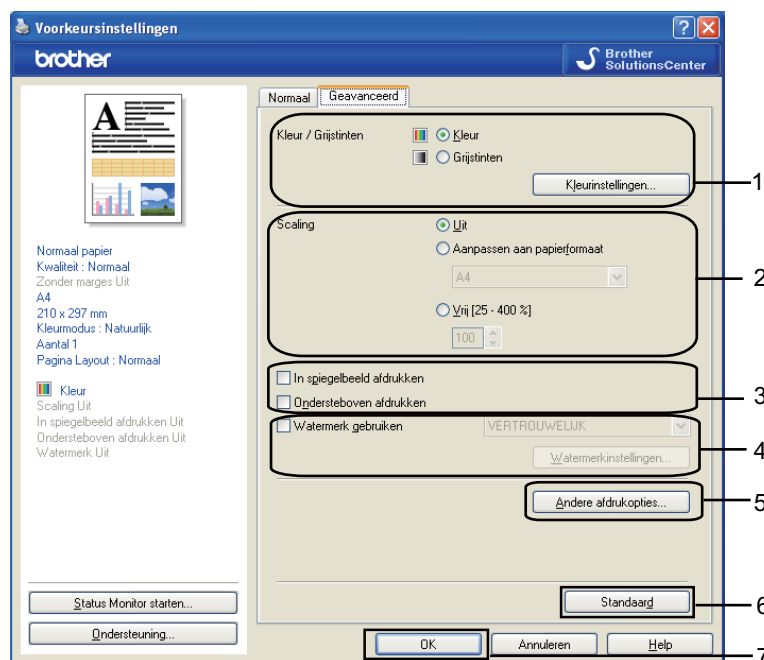 Voorkeursinstellingen
brother
Brother
SolutionsCenter
A
Normaal papier
Kwaliteit : Normaal
Zonder marges Uit
A4
210 x 297 mm
Kleurmodus : Natuurlijk
Aantal 1
Pagina Layout : Normaal
Kleur
Scaling Uit
In spiegelbeeld afdrukken Uit
Ondersteboven afdrukken Uit
Watermerk Uit
Status Monitor starten...
Ondersteuning...
Normaal Geavanceerd
Kleur / Grijstinten
Kleur
Grijstinten
Kleurinstellingen...
1
Scaling
Uit
Aanpassen aan papierformaat
A4
Vrij [25 - 400 %]
100
2
In spiegelbeeld afdrukken
Ondersteboven afdrukken
3
Watermerk gebruiken VERTROUWELIJK
Watermerkinstellingen...
4
Andere afdrukopties...
5
Standaard
6
OK Annuleren Help
7